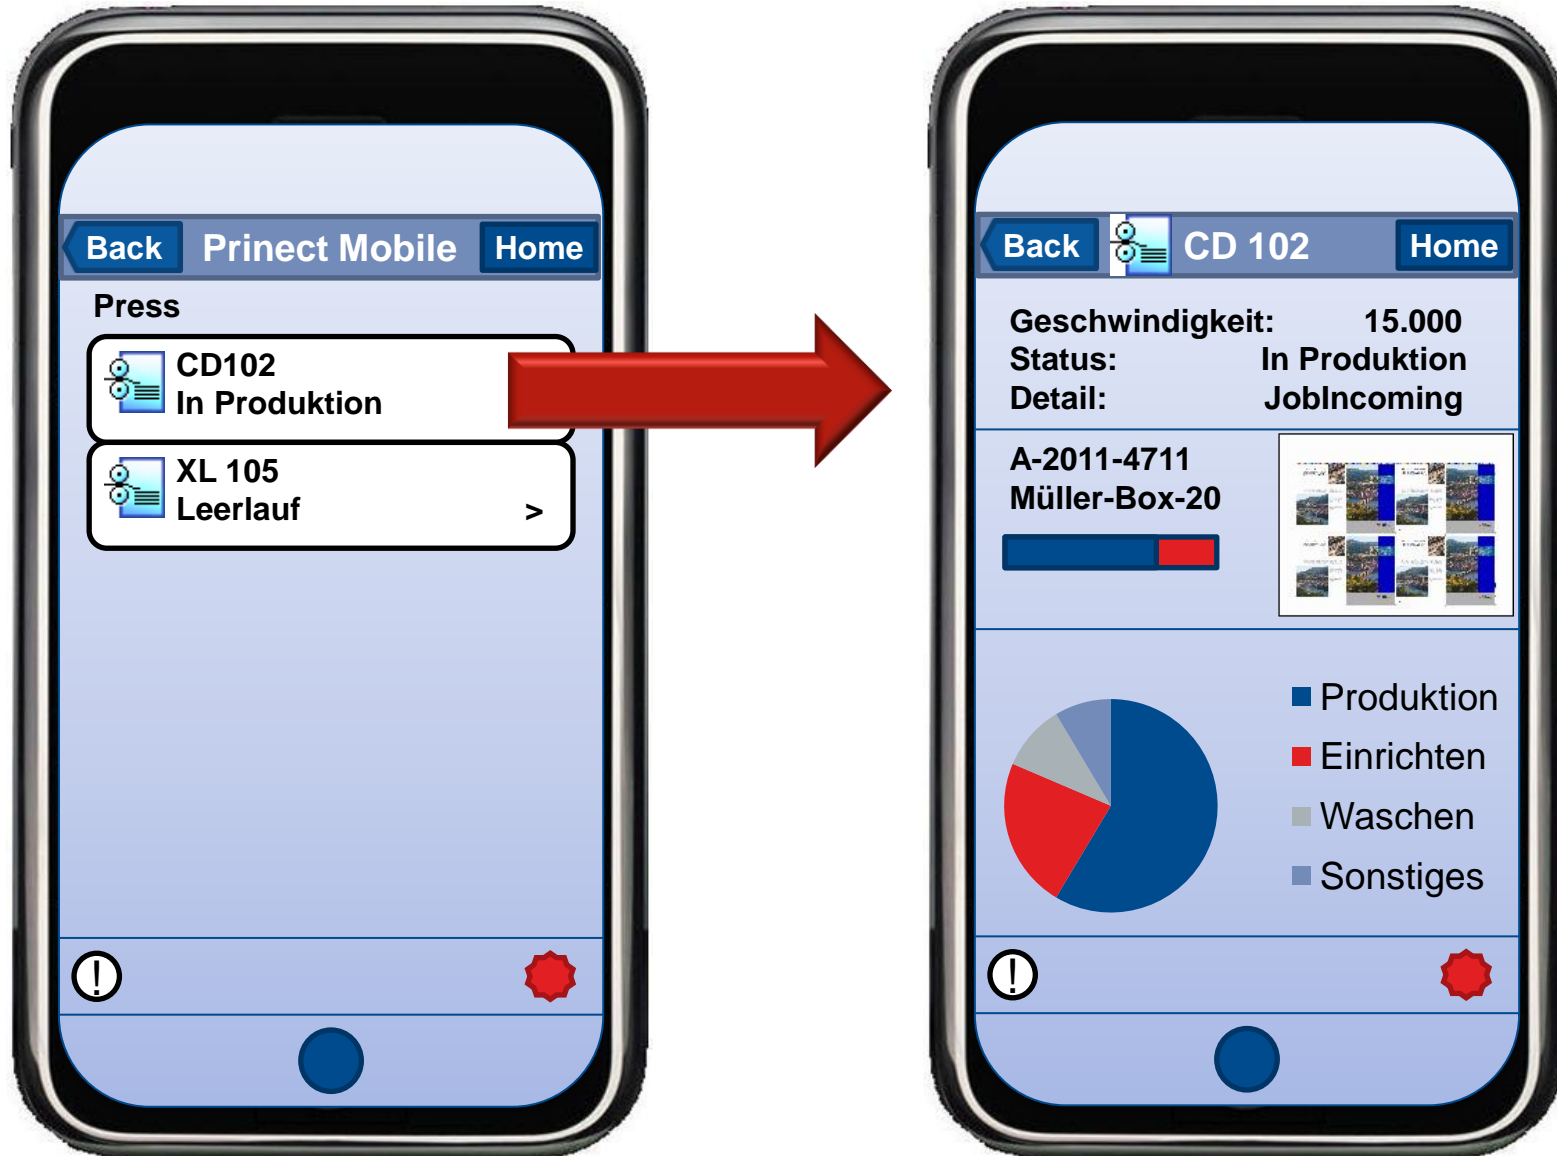 Back Prinect Mobile Home
Press
CD102
In Produktion
XL 105
Leerlauf >
!
Back CD 102 Home
Geschwindigkeit: 15.000
Status: In Produktion
Detail: JobIncoming
A-2011-4711
Müller-Box-20
Produktion
Einrichten
Waschen
Sonstiges
!